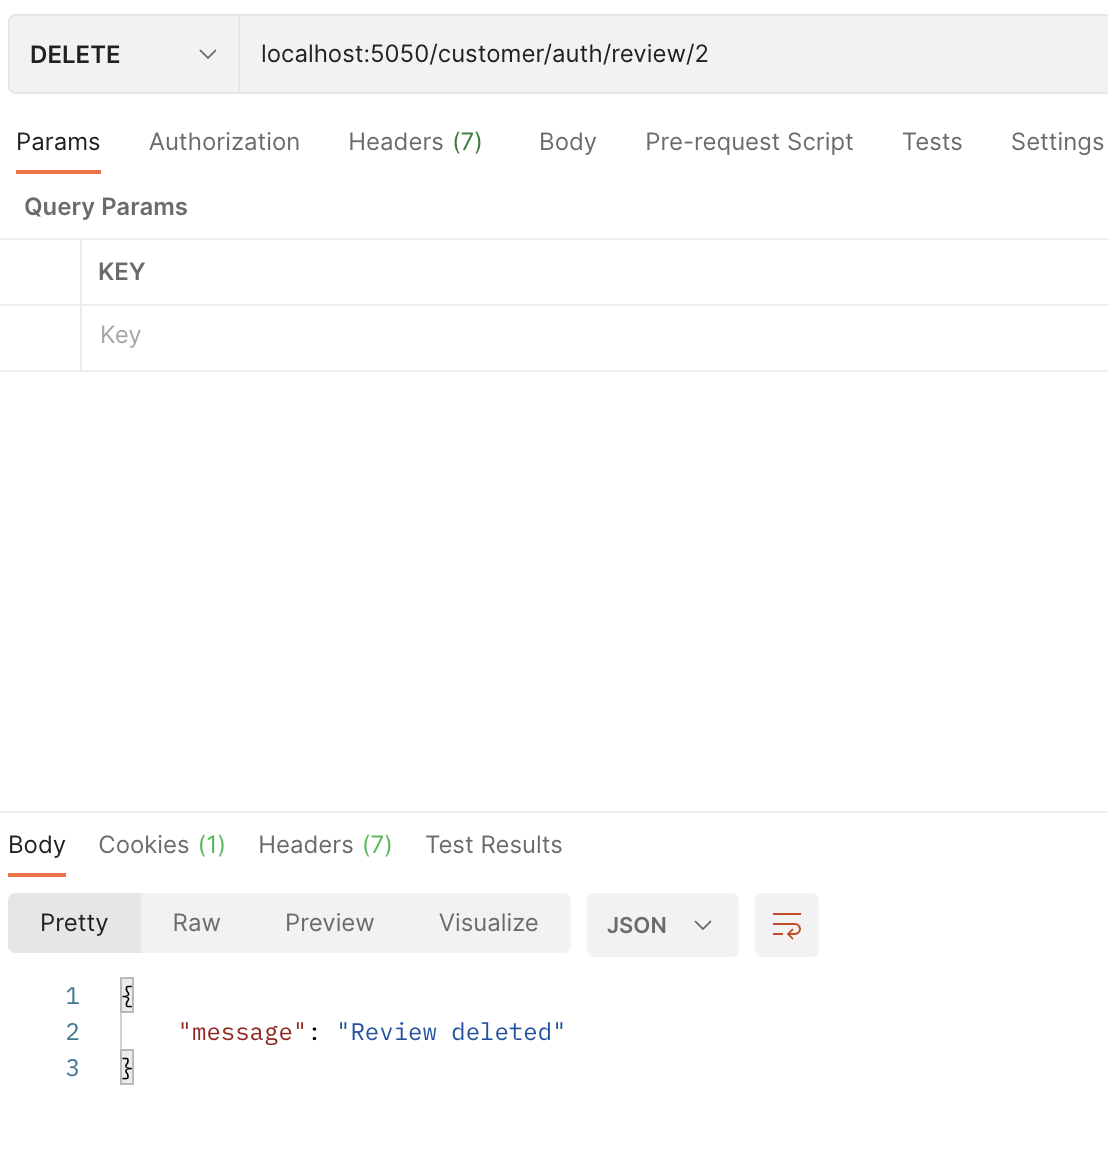 DELETE localhost:5050/customer/auth/review/2
Params Authorization Headers (7) Body Pre-request Script Tests Settings
Query Params
KEY
Key
Body Cookies (1) Headers (7) Test Results
Pretty Raw Preview Visualize JSON
1 {
2 "message": "Review deleted"
3 }